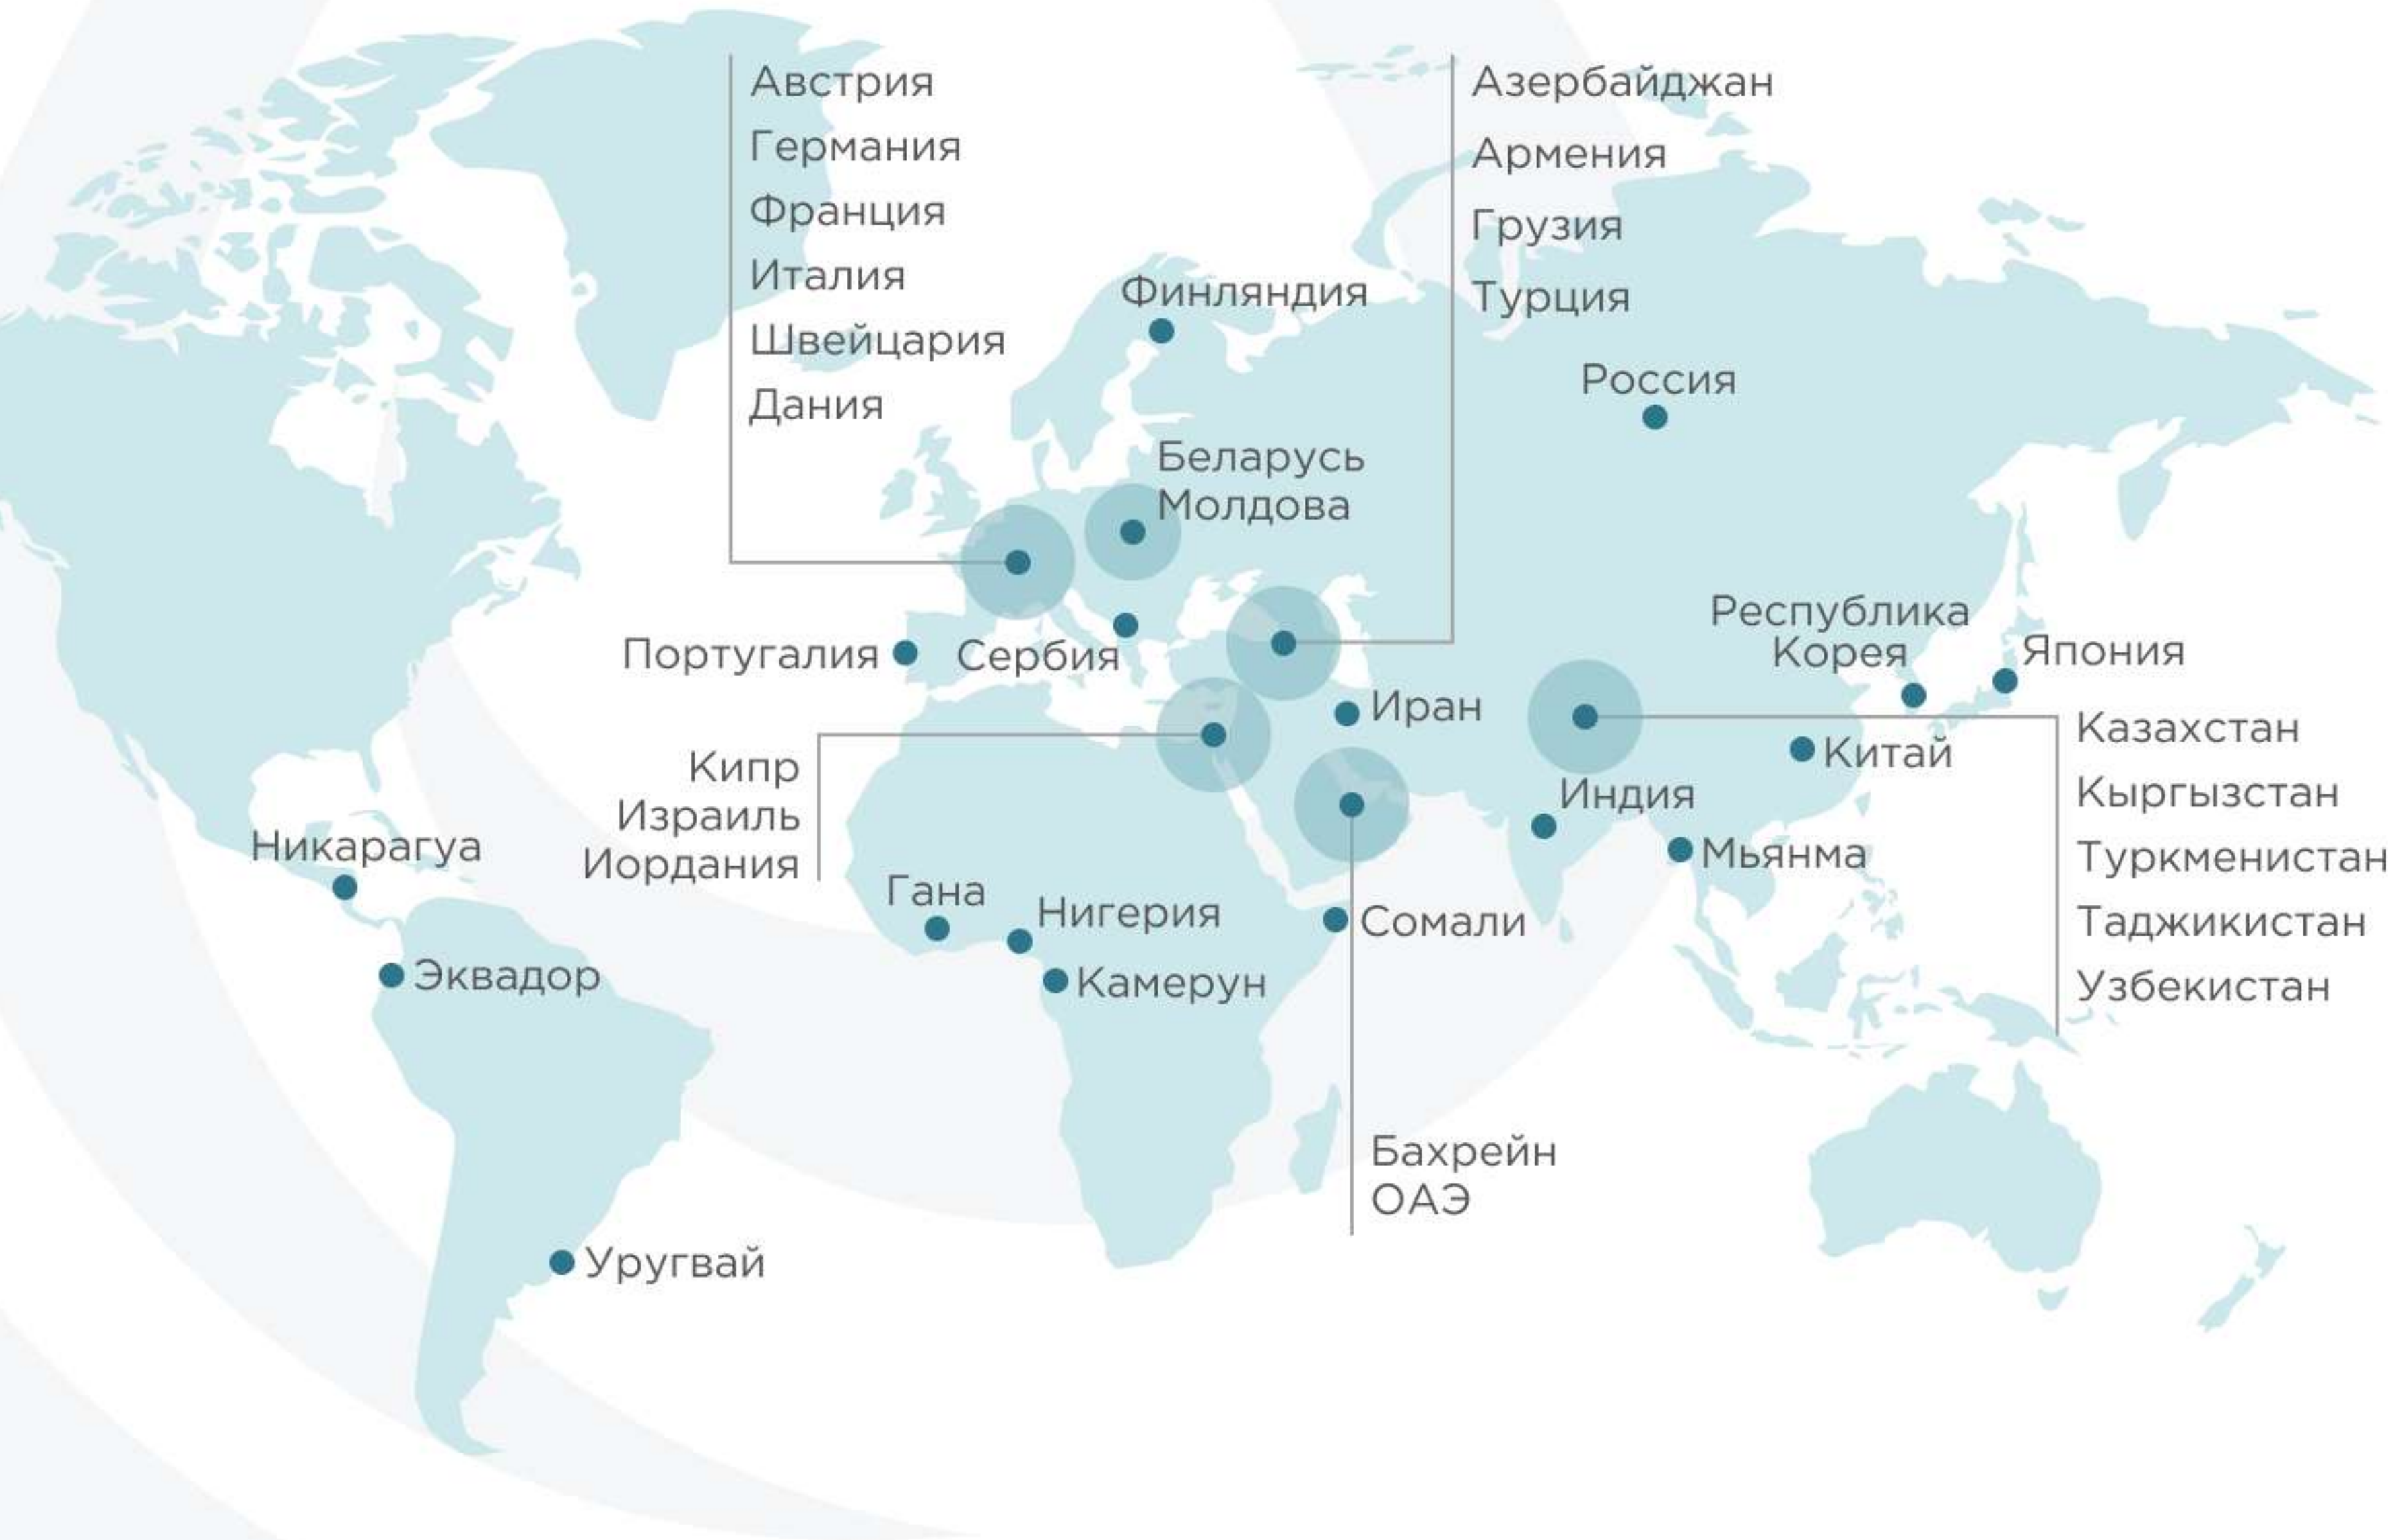 Австрия
Германия
Франция
Италия
Швейцария
Дания
Азербайджан
Армения
Грузия
Турция
Финляндия
Россия
Беларусь
Молдова
Португалия
Сербия
Республика
Корея
Япония
Иран
Китай
Казахстан
Кыргызстан
Туркменистан
Таджикистан
Узбекистан
Кипр
Израиль
Иордания
Индия
Мьянма
Никарагуа
Гана
Нигерия
Сомали
Эквадор
Камерун
Бахрейн
ОАЭ
Уругвай